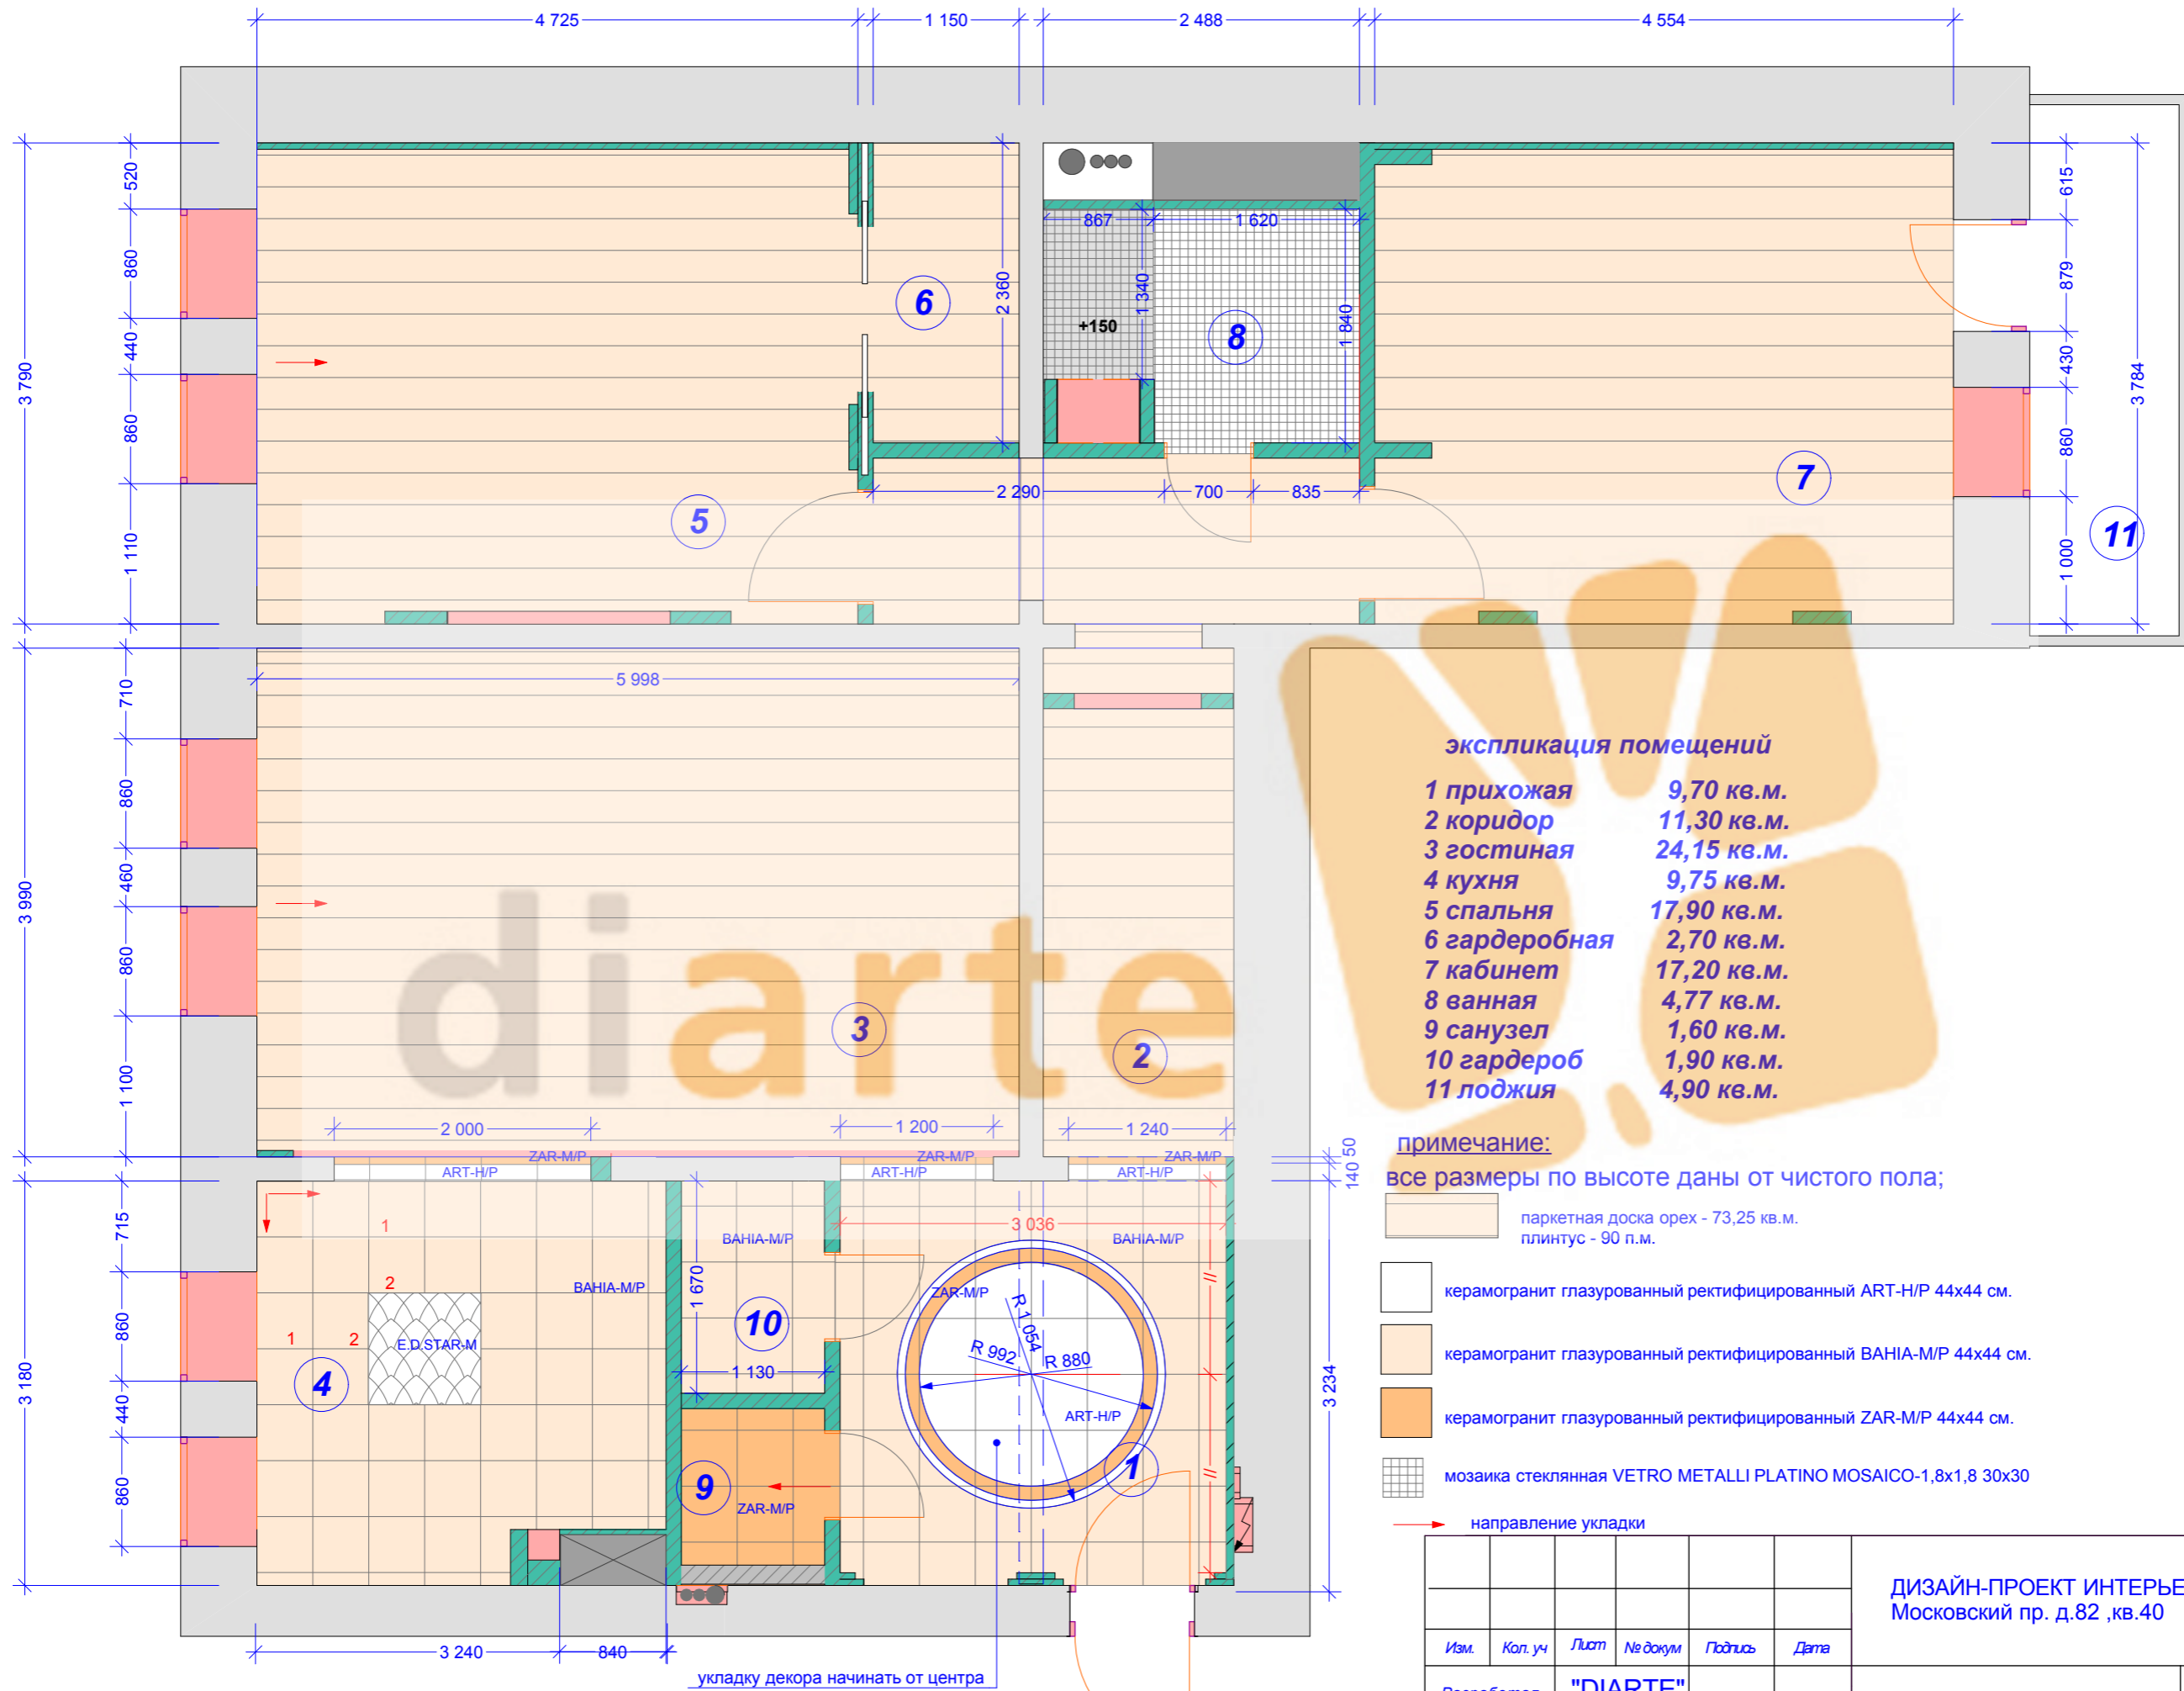 4 725
1 150
2 488
4 554
520
860
440
860
1 110
3 790
2 360
867
1 620
1 340
1 840
+150
6
8
5
7
11
615
879
430
860
1 000
3 784
2 290
700
835
5 998
710
860
460
860
1 100
3 990
diarte
3
2
экспликация помещений
1 прихожая 9,70 кв.м.
2 коридор 11,30 кв.м.
3 гостиная 24,15 кв.м.
4 кухня 9,75 кв.м.
5 спальня 17,90 кв.м.
6 гардеробная 2,70 кв.м.
7 кабинет 17,20 кв.м.
8 ванная 4,77 кв.м.
9 санузел 1,60 кв.м.
10 гардероб 1,90 кв.м.
11 лоджия 4,90 кв.м.
2 000
1 200
1 240
ZAR-M/P
ZAR-M/P
ZAR-M/P
ART-H/P
ART-H/P
ART-H/P
140 50
примечание:
все размеры по высоте даны от чистого пола;
паркетная доска орех - 73,25 кв.м.
плинтус - 90 п.м.
керамогранит глазурованный ректифицированный ART-H/P 44x44 см.
керамогранит глазурованный ректифицированный BAHIA-M/P 44x44 см.
керамогранит глазурованный ректифицированный ZAR-M/P 44x44 см.
мозаика стеклянная VETRO METALLI PLATINO MOSAICO-1,8x1,8 30x30
направление укладки
715
860
440
860
3 180
1
2
1
2
BAHIA-M/P
E.D.STAR-M
4
BAHIA-M/P
1 670
10
1 130
9
ZAR-M/P
3 036
BAHIA-M/P
ZAR-M/P
R 1 054
R 992
R 880
ART-H/P
1
//
//
3 234
3 240
840
укладку декора начинать от центра
ДИЗАЙН-ПРОЕКТ ИНТЕРЬЕ
Московский пр. д.82 ,кв.40
Изм. Кол. уч Лист № докум Подпись Дата
"DIARTE"